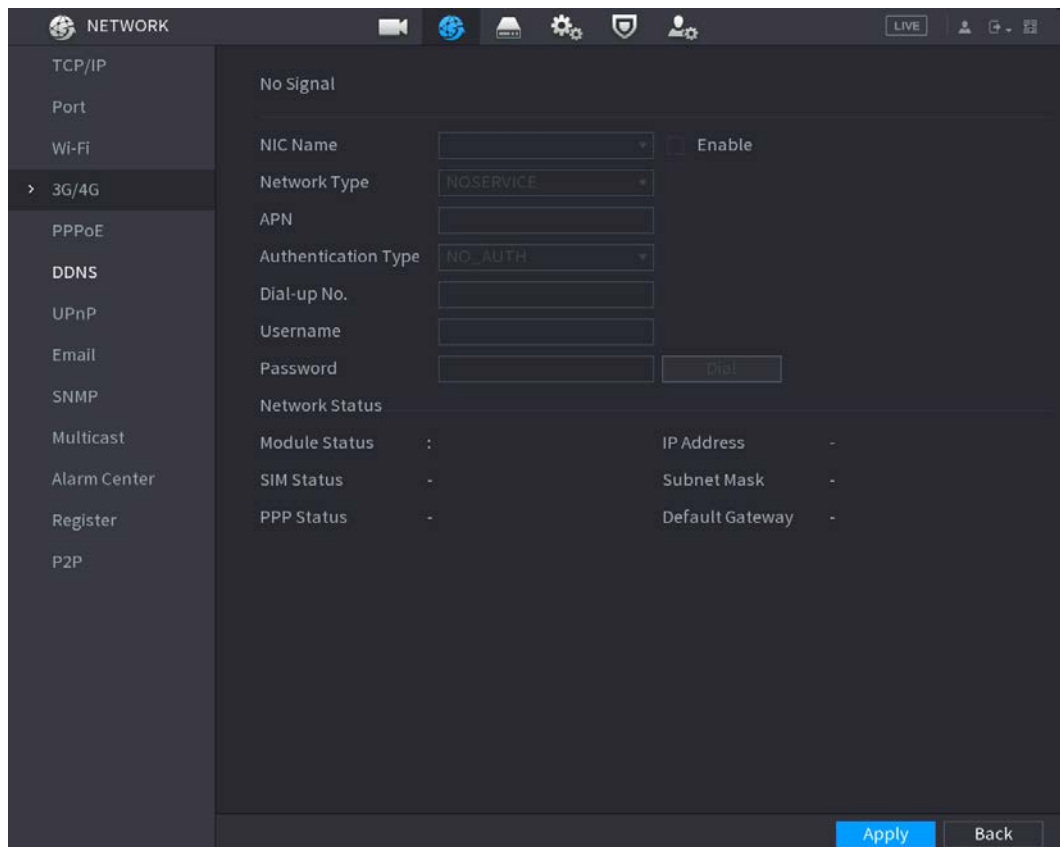 NETWORK
LIVE
TCP/IP
Port
Wi-Fi
3G/4G
PPPoE
DDNS
UPnP
Email
SNMP
Multicast
Alarm Center
Register
P2P
No Signal
NIC Name Enable
Network Type NOSERVICE
APN
Authentication Type NO_AUTH
Dial-up No.
Username
Password Dial
Network Status
Module Status : IP Address -
SIM Status - Subnet Mask -
PPP Status - Default Gateway -
Apply Back